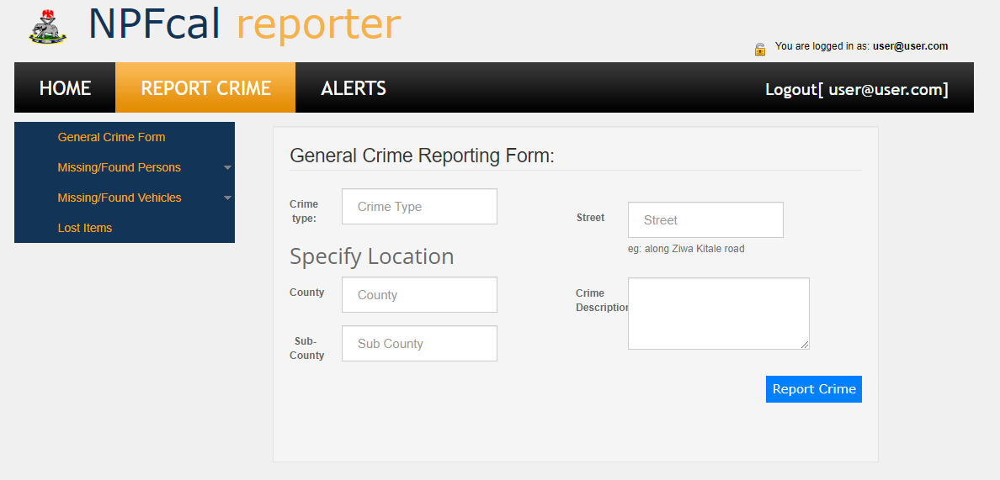 NPFcal reporter
You are logged in as: user@user.com
HOME REPORT CRIME ALERTS Logout[ user@user.com]
General Crime Form
Missing/Found Persons
Missing/Found Vehicles
Lost Items
General Crime Reporting Form:
Crime
type:
Crime Type
Specify Location
County
County
Sub-
County
Sub County
Street
Street
eg: along Ziwa Kitale road
Crime
Description
Report Crime